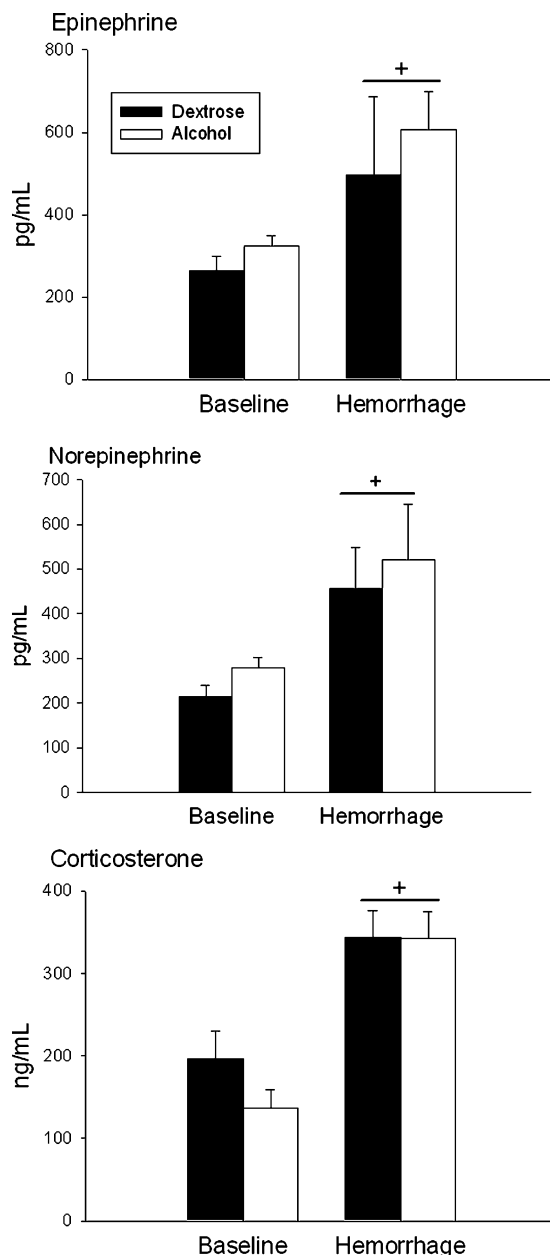 Epinephrine
800
600
400
200
0
pg/mL
Dextrose
Alcohol
+
Baseline Hemorrhage
Norepinephrine
700
600
500
400
300
200
100
0
pg/mL
+
Baseline Hemorrhage
Corticosterone
400
300
200
100
0
ng/mL
+
Baseline Hemorrhage